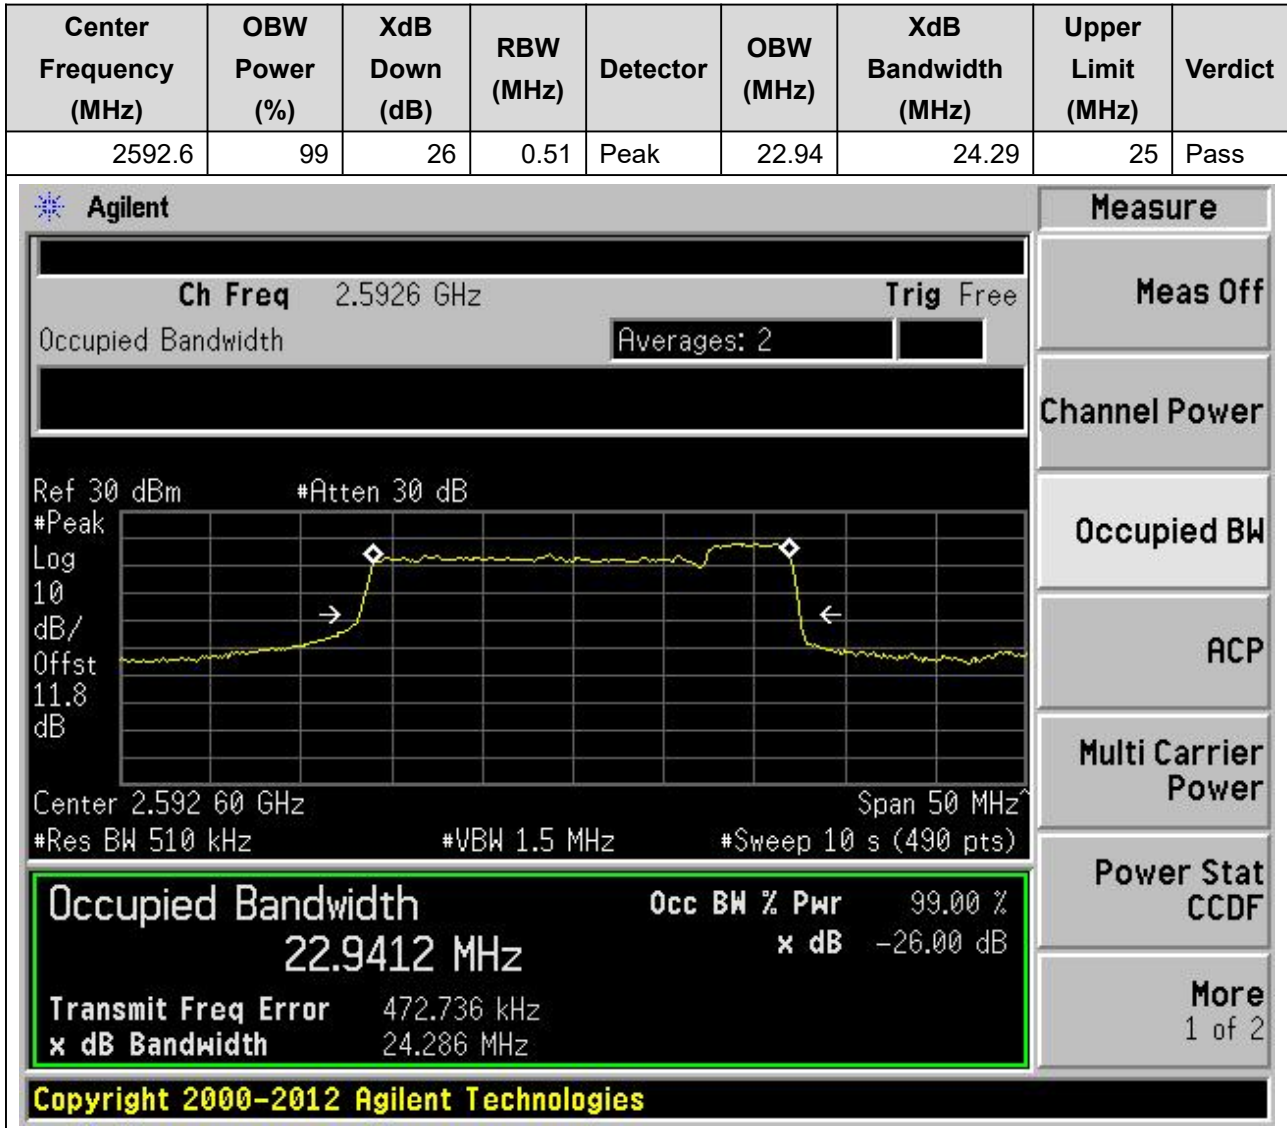 Center Frequency (MHz) OBW Power (%) XdB Down (dB) RBW (MHz) Detector OBW (MHz) XdB Bandwidth (MHz) Upper Limit (MHz) Verdict
2592.6 99 26 0.51 Peak 22.94 24.29 25 Pass
Agilent
Measure
Ch Freq 2.5926 GHz Trig Free
Meas Off
Occupied Bandwidth Averages: 2
Channel Power
Ref 30 dBm #Atten 30 dB
#Peak
Log
10
dB/
Offst
11.8
dB
Occupied BW
ACP
Multi Carrier
Power
Center 2.592 60 GHz Span 50 MHz^
#Res BW 510 kHz #VBW 1.5 MHz #Sweep 10 s (490 pts)
Power Stat
CCDF
Occupied Bandwidth Occ BW % Pwr 99.00 %
22.9412 MHz x dB -26.00 dB
Transmit Freq Error 472.736 kHz
x dB Bandwidth 24.286 MHz
More
1 of 2
Copyright 2000-2012 Agilent Technologies